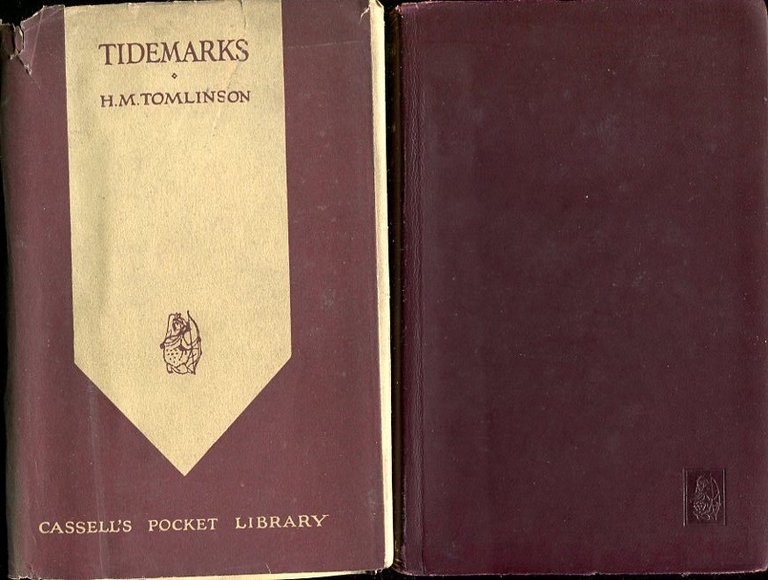 TIDEMARKS
H.M.TOMLINSON
CASSELL'S POCKET LIBRARY